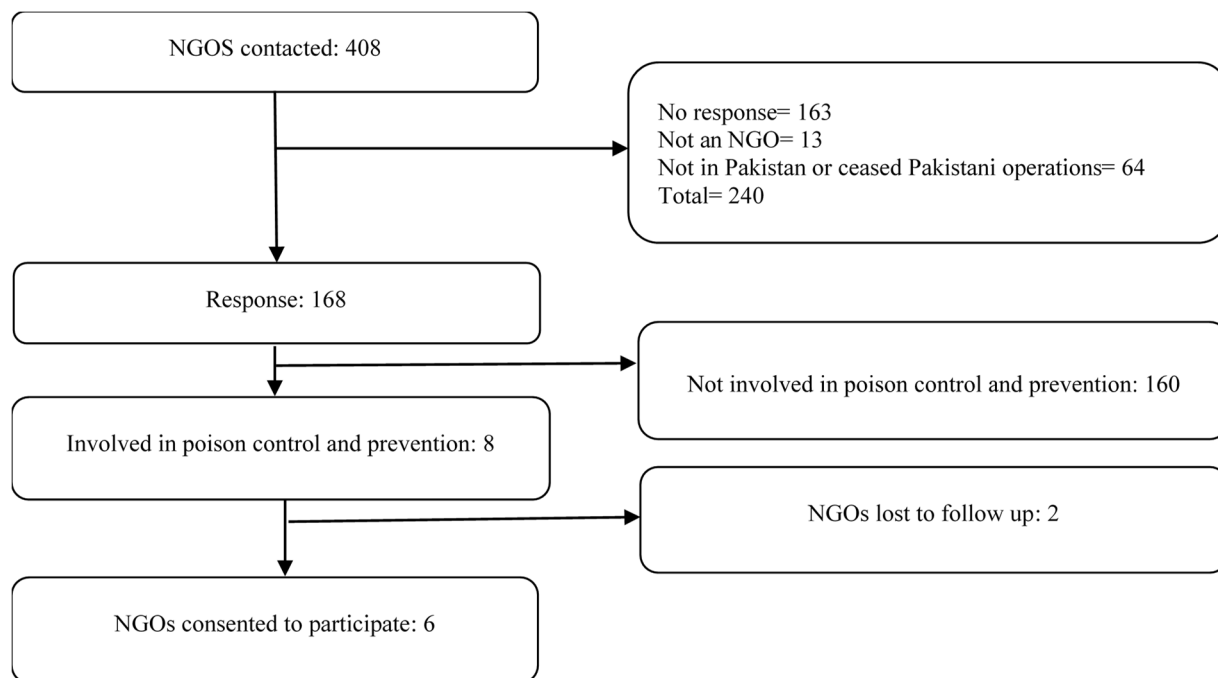 NGOS contacted: 408
No response= 163
Not an NGO= 13
Not in Pakistan or ceased Pakistani operations= 64
Total= 240
Response: 168
Not involved in poison control and prevention: 160
Involved in poison control and prevention: 8
NGOs lost to follow up: 2
NGOs consented to participate: 6